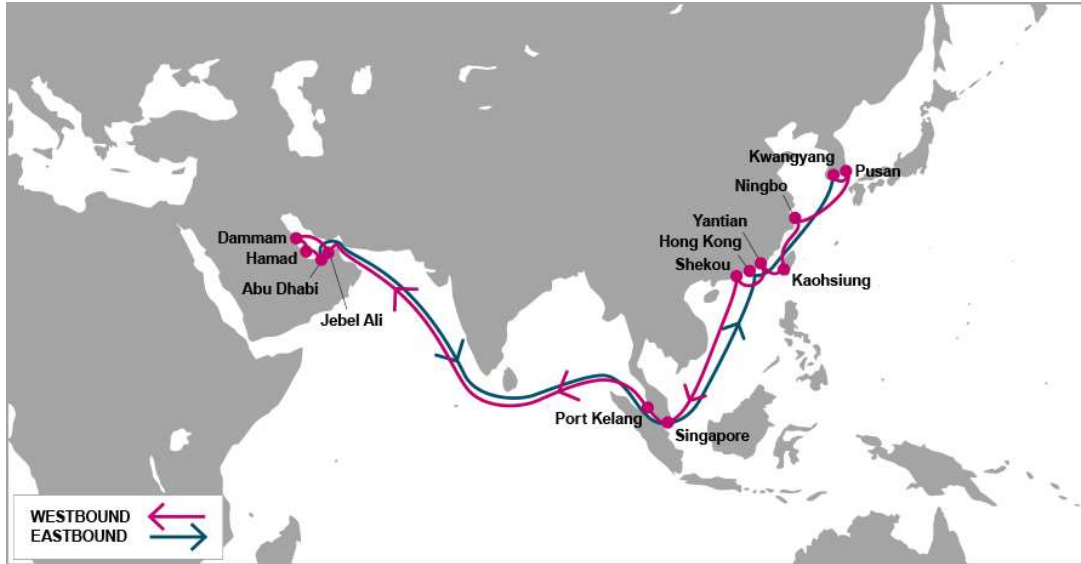 Kwangyang
Pusan
Ningbo
Yantian
Hong Kong
Shekou
Kaohsiung
Dammam
Hamad
Abu Dhabi
Jebel Ali
Port Kelang
Singapore
WESTBOUND
EASTBOUND